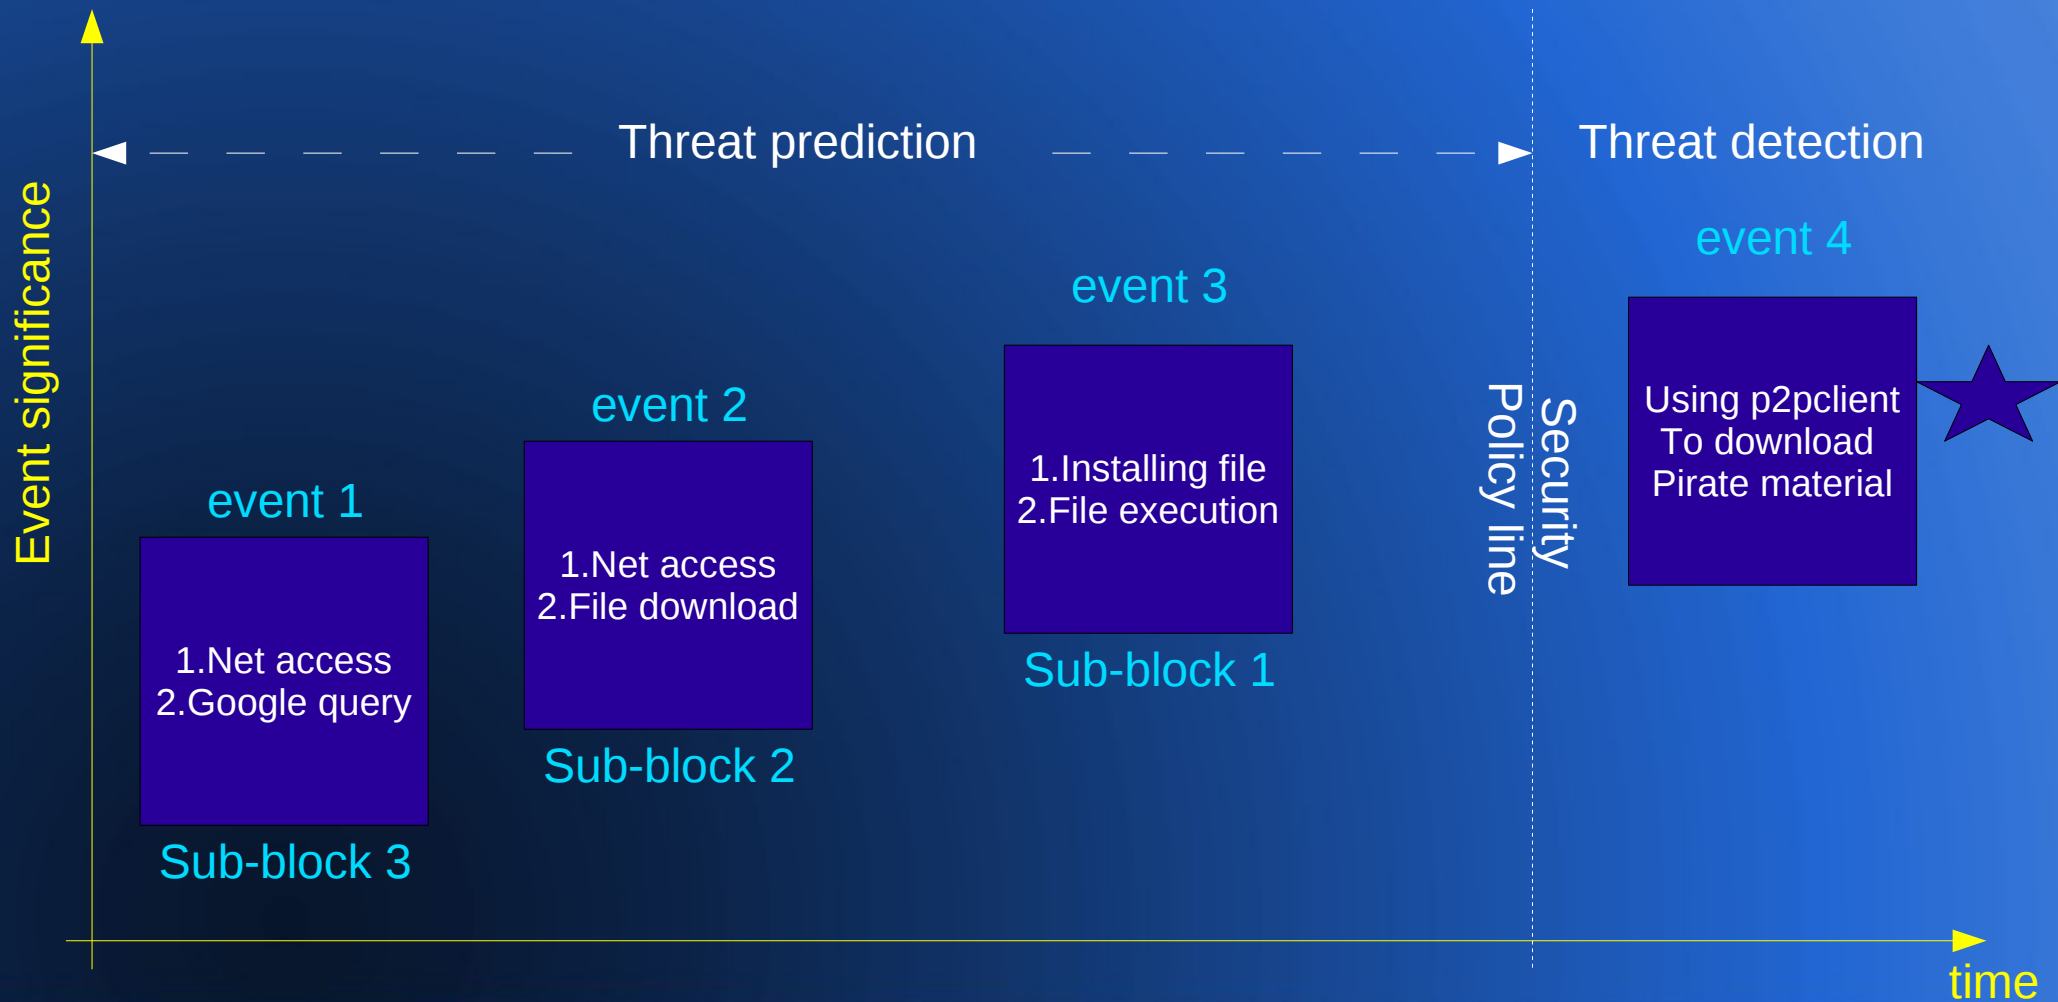 Threat prediction
Threat detection
Event significance
event 1
1.Net access
2.Google query
Sub-block 3
event 2
1.Net access
2.File download
Sub-block 2
event 3
1.Installing file
2.File execution
Sub-block 1
Security
Policy line
event 4
Using p2pclient
To download
Pirate material
time